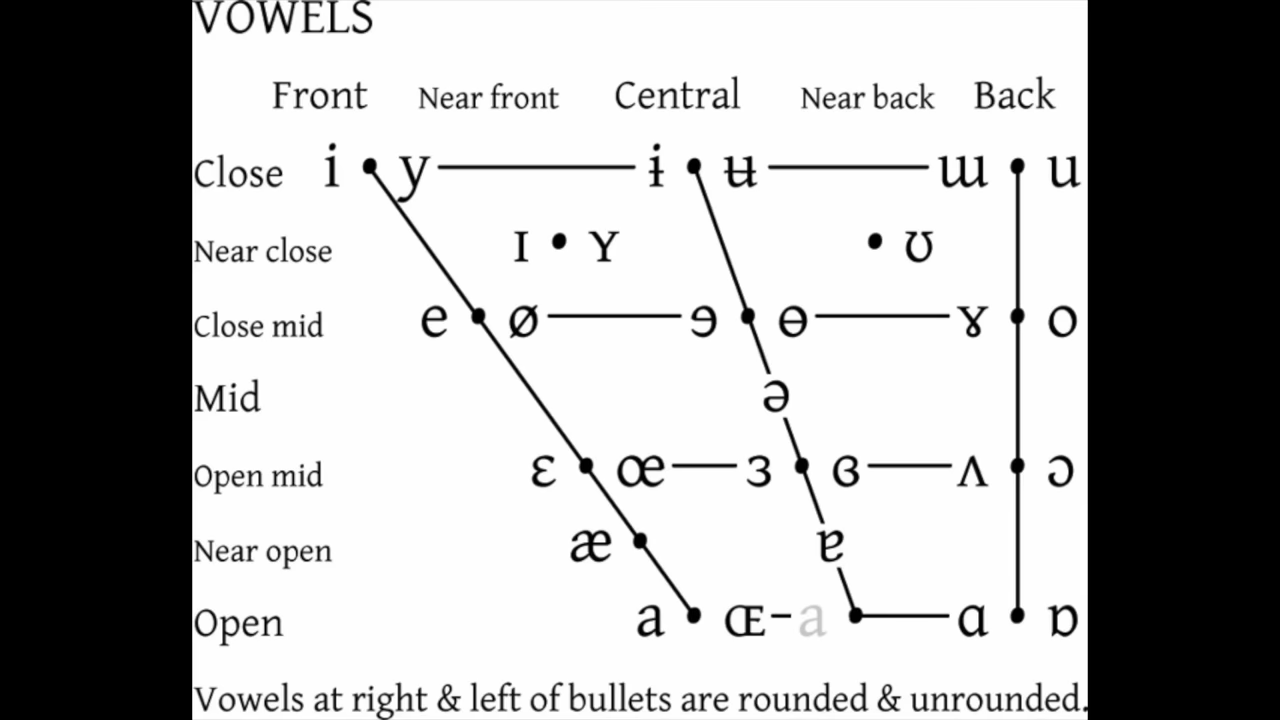 VOWELS
Front Near front Central Near back Back
Close i y ɨ ʉ ɯ u
Near close ɪ ʏ ʊ
Close mid e ø ɘ ɵ ɤ o
Mid ə
Open mid ɛ œ ɜ ɞ ʌ ɔ
Near open æ ɐ
Open a ɶ a ɑ ɒ
Vowels at right & left of bullets are rounded & unrounded.